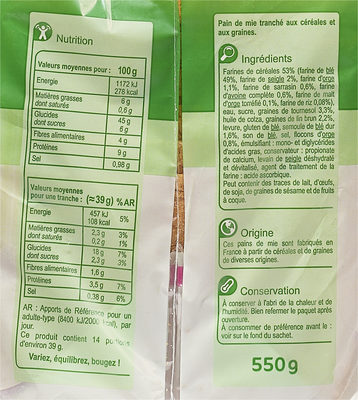 Nutrition
Valeurs moyennes pour : 100 g
Energie 1172 kJ
278 kcal
Matières grasses 6 g
dont saturés 0,6 g
Glucides 45 g
dont sucres 6 g
Fibres alimentaires 4 g
Protéines 9 g
Sel 0,98 g
Valeurs moyennes
pour une tranche : (≈39 g) %AR
Energie 457 kJ
108 kcal 5%
Matières grasses 2,3 g 3%
dont saturés 0,2 g 1%
Glucides 18 g 7%
dont sucres 2,3 g 3%
Fibres alimentaires 1,6 g
Protéines 3,5 g 7%
Sel 0,38 g 6%
AR : Apports de Référence pour un
adulte-type (8400 kJ/2000 kcal), par
jour.
Ce produit contient 14 portions
d'environ 39 g.
Variez, équilibrez, bougez !
Pain de mie tranché aux céréales et
aux graines.
Ingrédients
Farines de céréales 53% (farine de blé
49%, farine de seigle 2%, farine d'orge
1,1%, farine de sarrasin 0,6%, farine
d'avoine complète 0,6%, farine de malt
d'orge torréfié 0,1%, farine de riz 0,08%),
eau, sucre, graines de tournesol 3,3%,
huile de colza, graines de lin brun 2,2%,
levure, gluten de blé, semoule de blé dur
1,6%, son de blé, sel, flocons d'orge
0,8%, émulsifiant : mono- et diglycérides
d'acides gras, conservateur : propionate
de calcium, levain de seigle déshydraté
et dévitalisé, agent de traitement de la
farine : acide ascorbique.
Peut contenir des traces de lait, d'œufs,
de soja, de graines de sésame et de fruits
à coque.
Origine
Ces pains de mie sont fabriqués en
France à partir de céréales et de graines
de diverses origines.
Conservation
À conserver à l'abri de la chaleur et de
l'humidité. Bien refermer le paquet après
ouverture.
À consommer de préférence avant le :
voir sur le fond du sachet.
550g